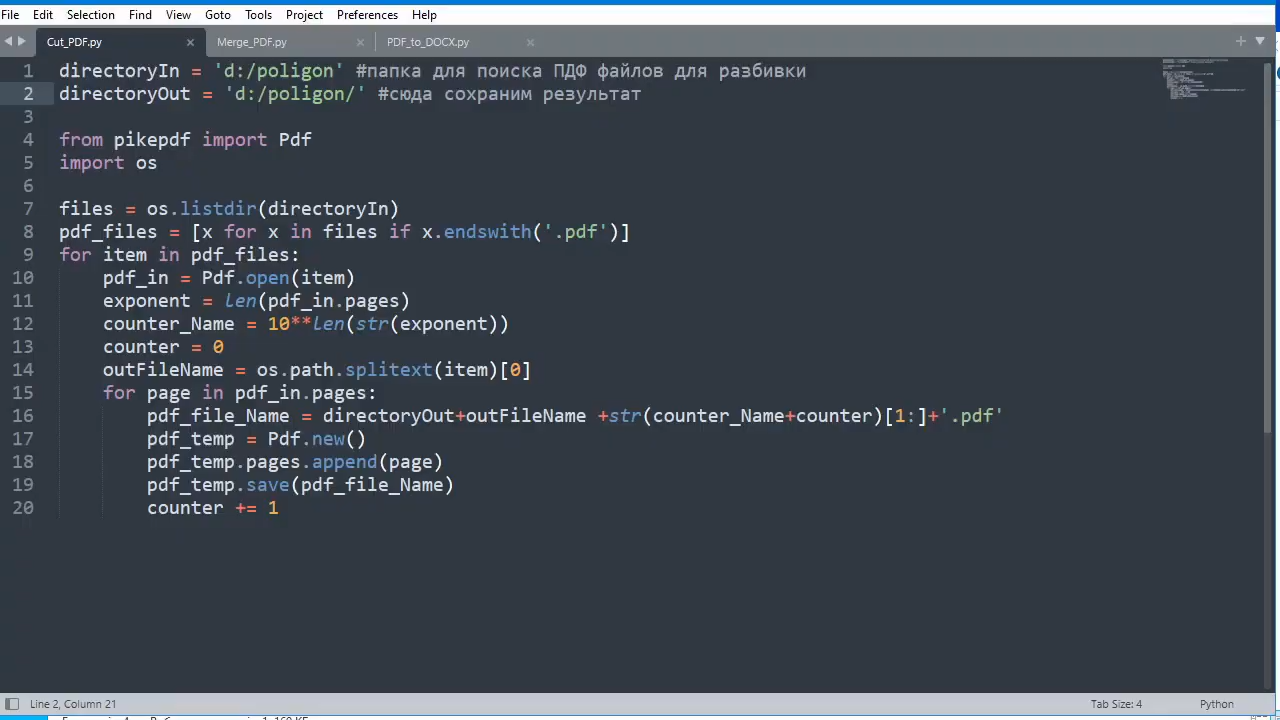 File Edit Selection Find View Goto Tools Project Preferences Help
Cut_PDF.py × Merge_PDF.py × PDF_to_DOCX.py ×
1 directoryIn = 'd:/poligon' #папка для поиска ПДФ файлов для разбивки
2 directoryOut = 'd:/poligon/' #сюда сохраним результат
3
4 from pikepdf import Pdf
5 import os
6
7 files = os.listdir(directoryIn)
8 pdf_files = [x for x in files if x.endswith('.pdf')]
9 for item in pdf_files:
10     pdf_in = Pdf.open(item)
11     exponent = len(pdf_in.pages)
12     counter_Name = 10**len(str(exponent))
13     counter = 0
14     outFileName = os.path.splitext(item)[0]
15     for page in pdf_in.pages:
16         pdf_file_Name = directoryOut+outFileName +str(counter_Name+counter)[1:]+'.pdf'
17         pdf_temp = Pdf.new()
18         pdf_temp.pages.append(page)
19         pdf_temp.save(pdf_file_Name)
20         counter += 1
Line 2, Column 21 Tab Size: 4 Python